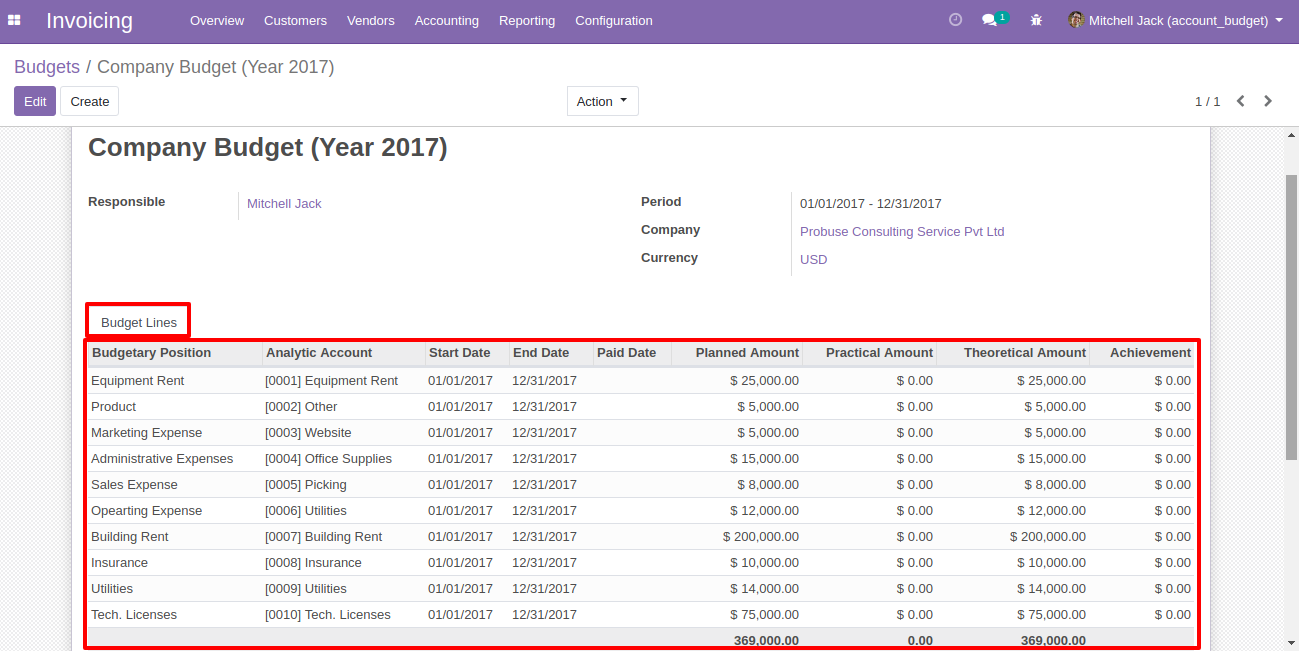 Invoicing Overview Customers Vendors Accounting Reporting Configuration 1 Mitchell Jack (account_budget)
Budgets / Company Budget (Year 2017)
Edit Create Action 1 / 1
Company Budget (Year 2017)
Responsible Mitchell Jack Period 01/01/2017 - 12/31/2017
Company Probuse Consulting Service Pvt Ltd
Currency USD
Budget Lines
Budgetary Position Analytic Account Start Date End Date Paid Date Planned Amount Practical Amount Theoretical Amount Achievement
Equipment Rent [0001] Equipment Rent 01/01/2017 12/31/2017 $ 25,000.00 $ 0.00 $ 25,000.00 $ 0.00
Product [0002] Other 01/01/2017 12/31/2017 $ 5,000.00 $ 0.00 $ 5,000.00 $ 0.00
Marketing Expense [0003] Website 01/01/2017 12/31/2017 $ 5,000.00 $ 0.00 $ 5,000.00 $ 0.00
Administrative Expenses [0004] Office Supplies 01/01/2017 12/31/2017 $ 15,000.00 $ 0.00 $ 15,000.00 $ 0.00
Sales Expense [0005] Picking 01/01/2017 12/31/2017 $ 8,000.00 $ 0.00 $ 8,000.00 $ 0.00
Opearting Expense [0006] Utilities 01/01/2017 12/31/2017 $ 12,000.00 $ 0.00 $ 12,000.00 $ 0.00
Building Rent [0007] Building Rent 01/01/2017 12/31/2017 $ 200,000.00 $ 0.00 $ 200,000.00 $ 0.00
Insurance [0008] Insurance 01/01/2017 12/31/2017 $ 10,000.00 $ 0.00 $ 10,000.00 $ 0.00
Utilities [0009] Utilities 01/01/2017 12/31/2017 $ 14,000.00 $ 0.00 $ 14,000.00 $ 0.00
Tech. Licenses [0010] Tech. Licenses 01/01/2017 12/31/2017 $ 75,000.00 $ 0.00 $ 75,000.00 $ 0.00
369,000.00 0.00 369,000.00